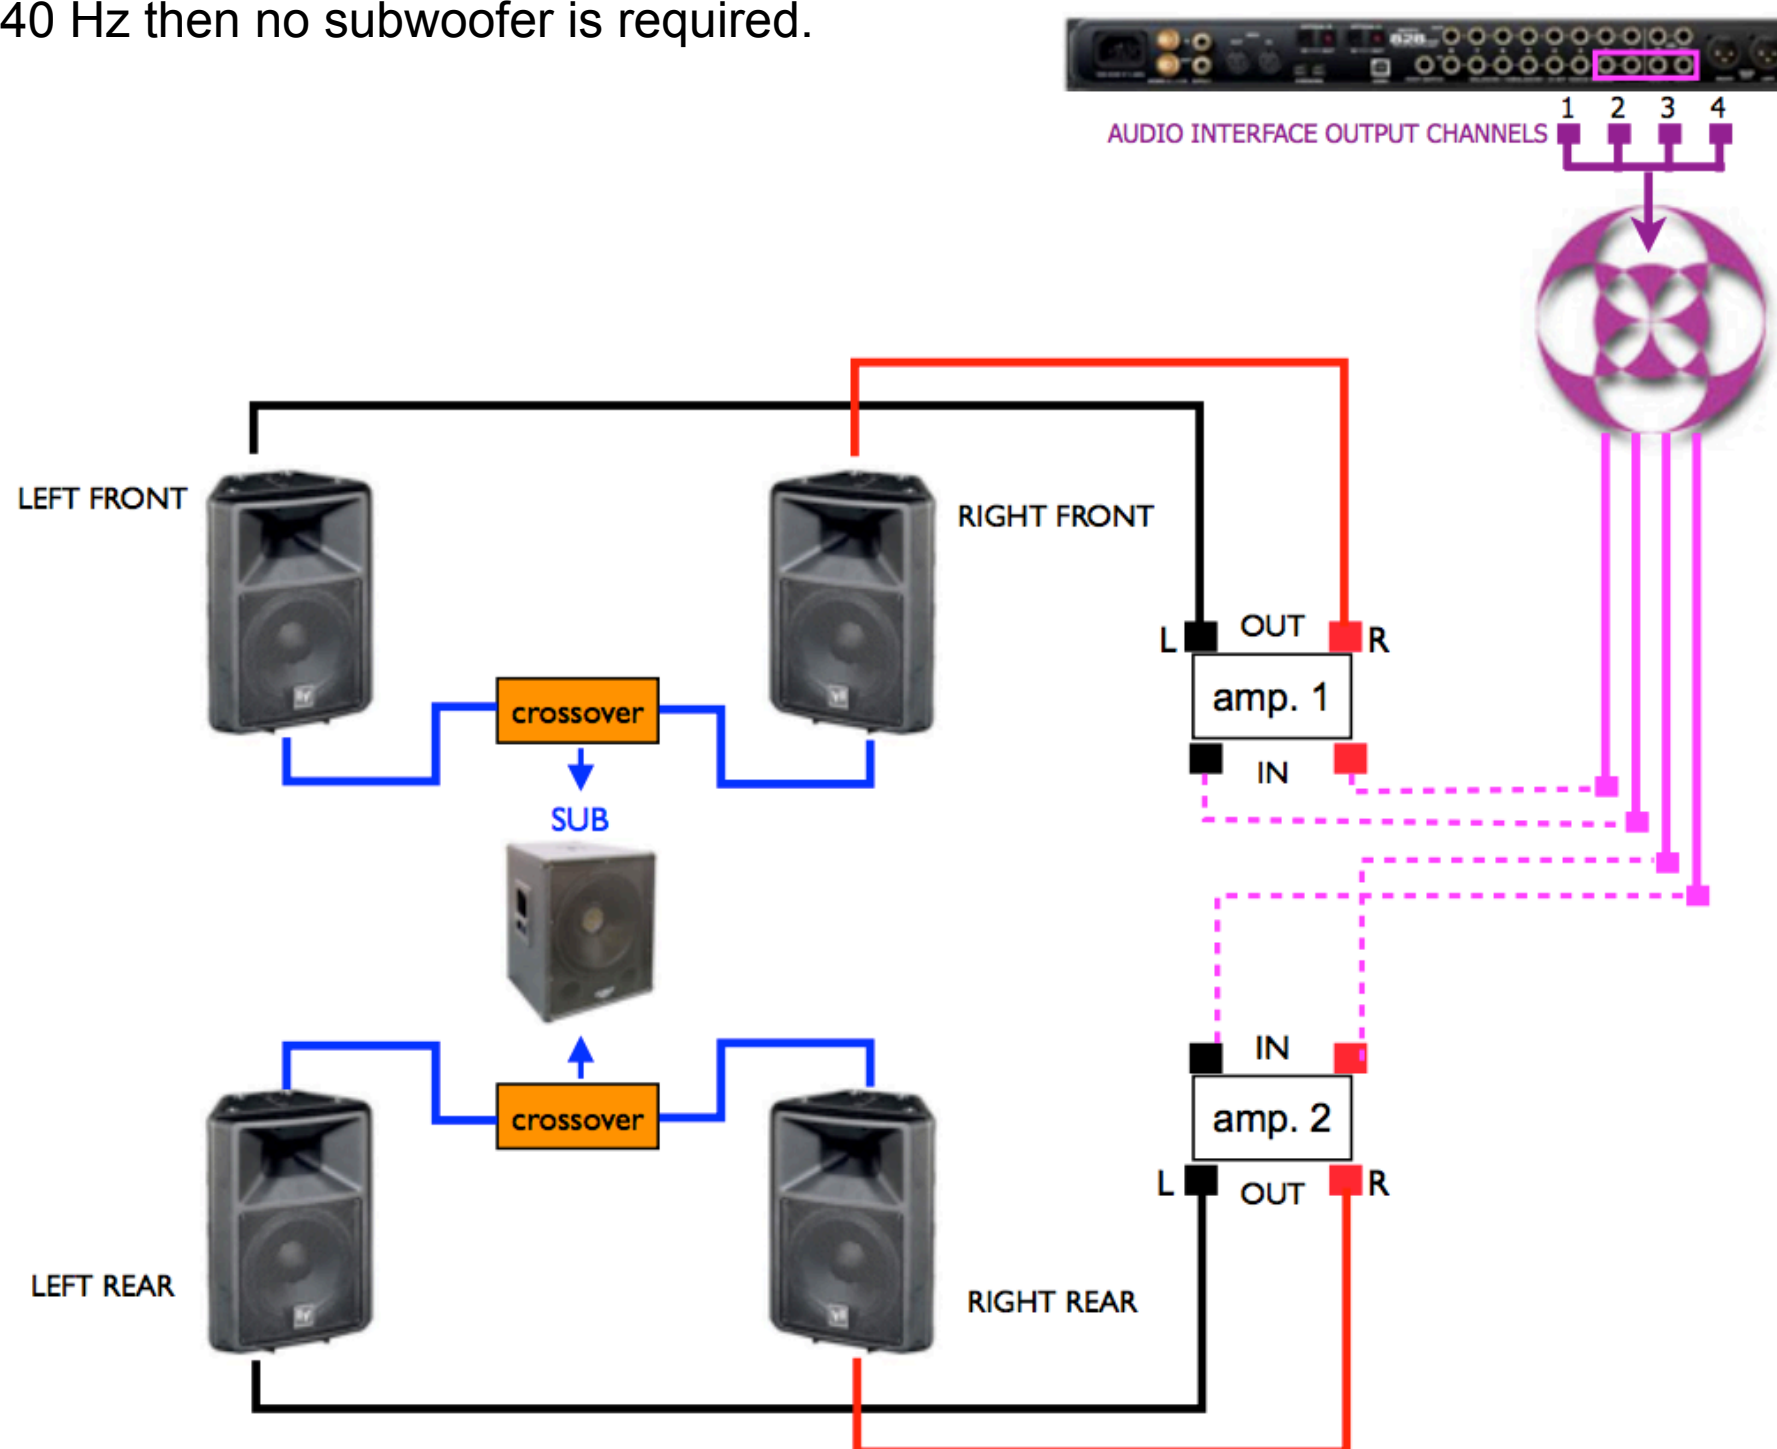 40 Hz then no subwoofer is required.
828
1 2 3 4
AUDIO INTERFACE OUTPUT CHANNELS
LEFT FRONT
RIGHT FRONT
L OUT R
amp. 1
IN
crossover
SUB
IN
amp. 2
L OUT R
crossover
LEFT REAR
RIGHT REAR